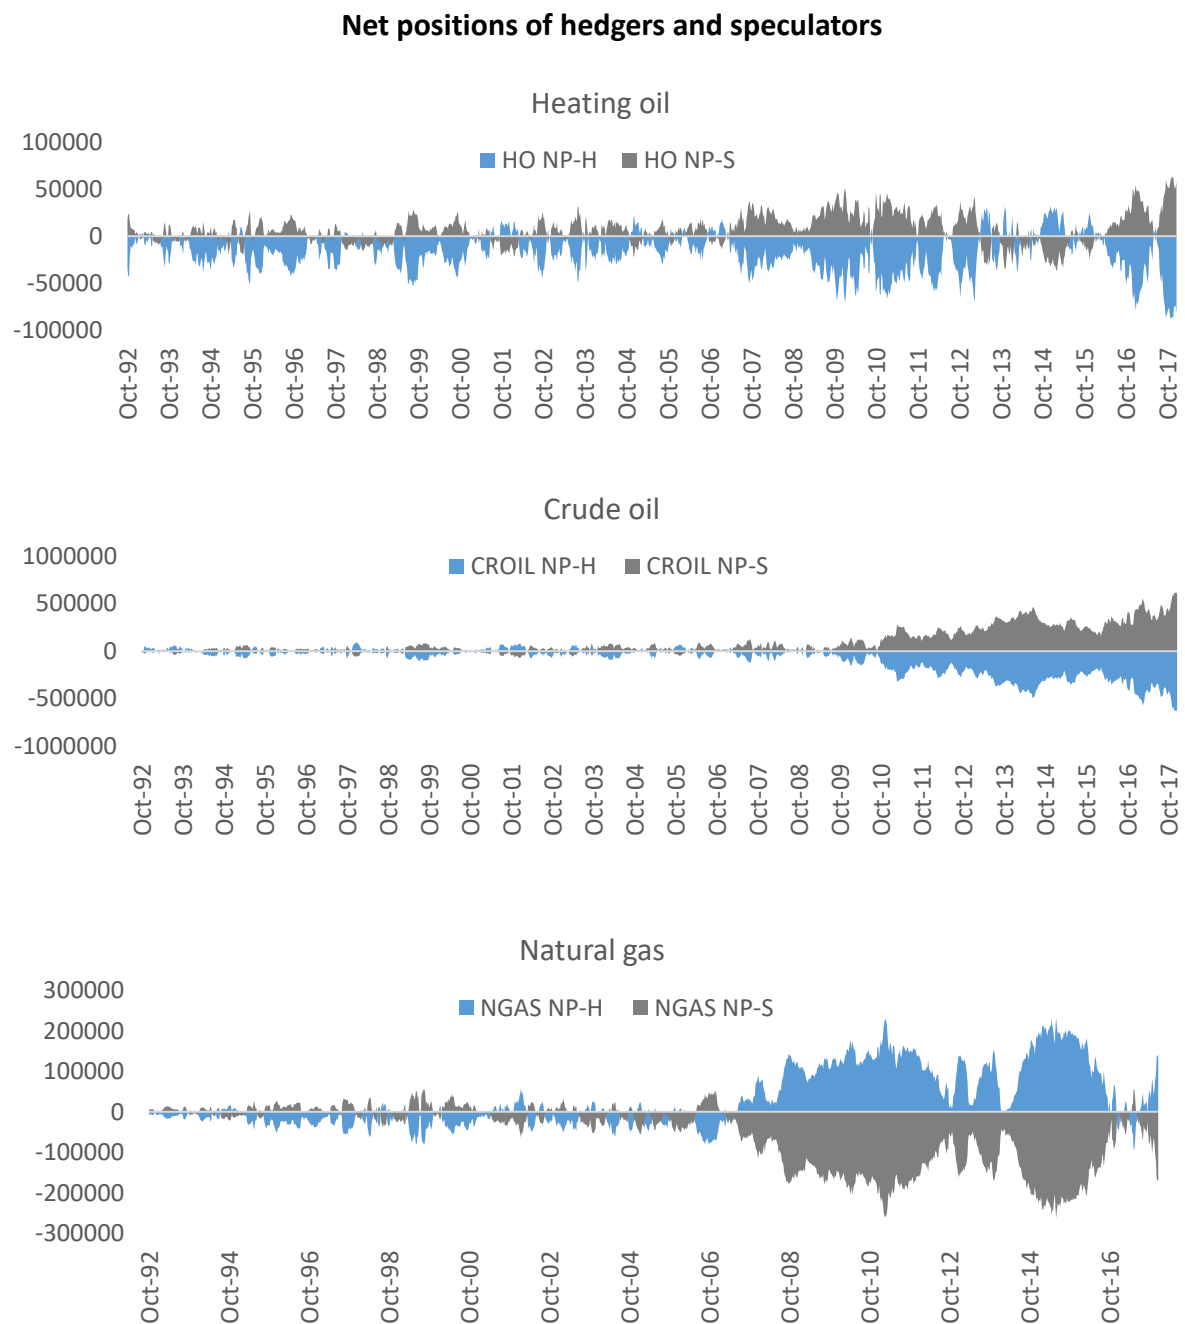 Net positions of hedgers and speculators
Heating oil
HO NP-H HO NP-S
100000
50000
0
-50000
-100000
Oct-92 Oct-93 Oct-94 Oct-95 Oct-96 Oct-97 Oct-98 Oct-99 Oct-00 Oct-01 Oct-02 Oct-03 Oct-04 Oct-05 Oct-06 Oct-07 Oct-08 Oct-09 Oct-10 Oct-11 Oct-12 Oct-13 Oct-14 Oct-15 Oct-16 Oct-17
Crude oil
CROIL NP-H CROIL NP-S
1000000
500000
0
-500000
-1000000
Oct-92 Oct-93 Oct-94 Oct-95 Oct-96 Oct-97 Oct-98 Oct-99 Oct-00 Oct-01 Oct-02 Oct-03 Oct-04 Oct-05 Oct-06 Oct-07 Oct-08 Oct-09 Oct-10 Oct-11 Oct-12 Oct-13 Oct-14 Oct-15 Oct-16 Oct-17
Natural gas
NGAS NP-H NGAS NP-S
300000
200000
100000
0
-100000
-200000
-300000
Oct-92 Oct-94 Oct-96 Oct-98 Oct-00 Oct-02 Oct-04 Oct-06 Oct-08 Oct-10 Oct-12 Oct-14 Oct-16